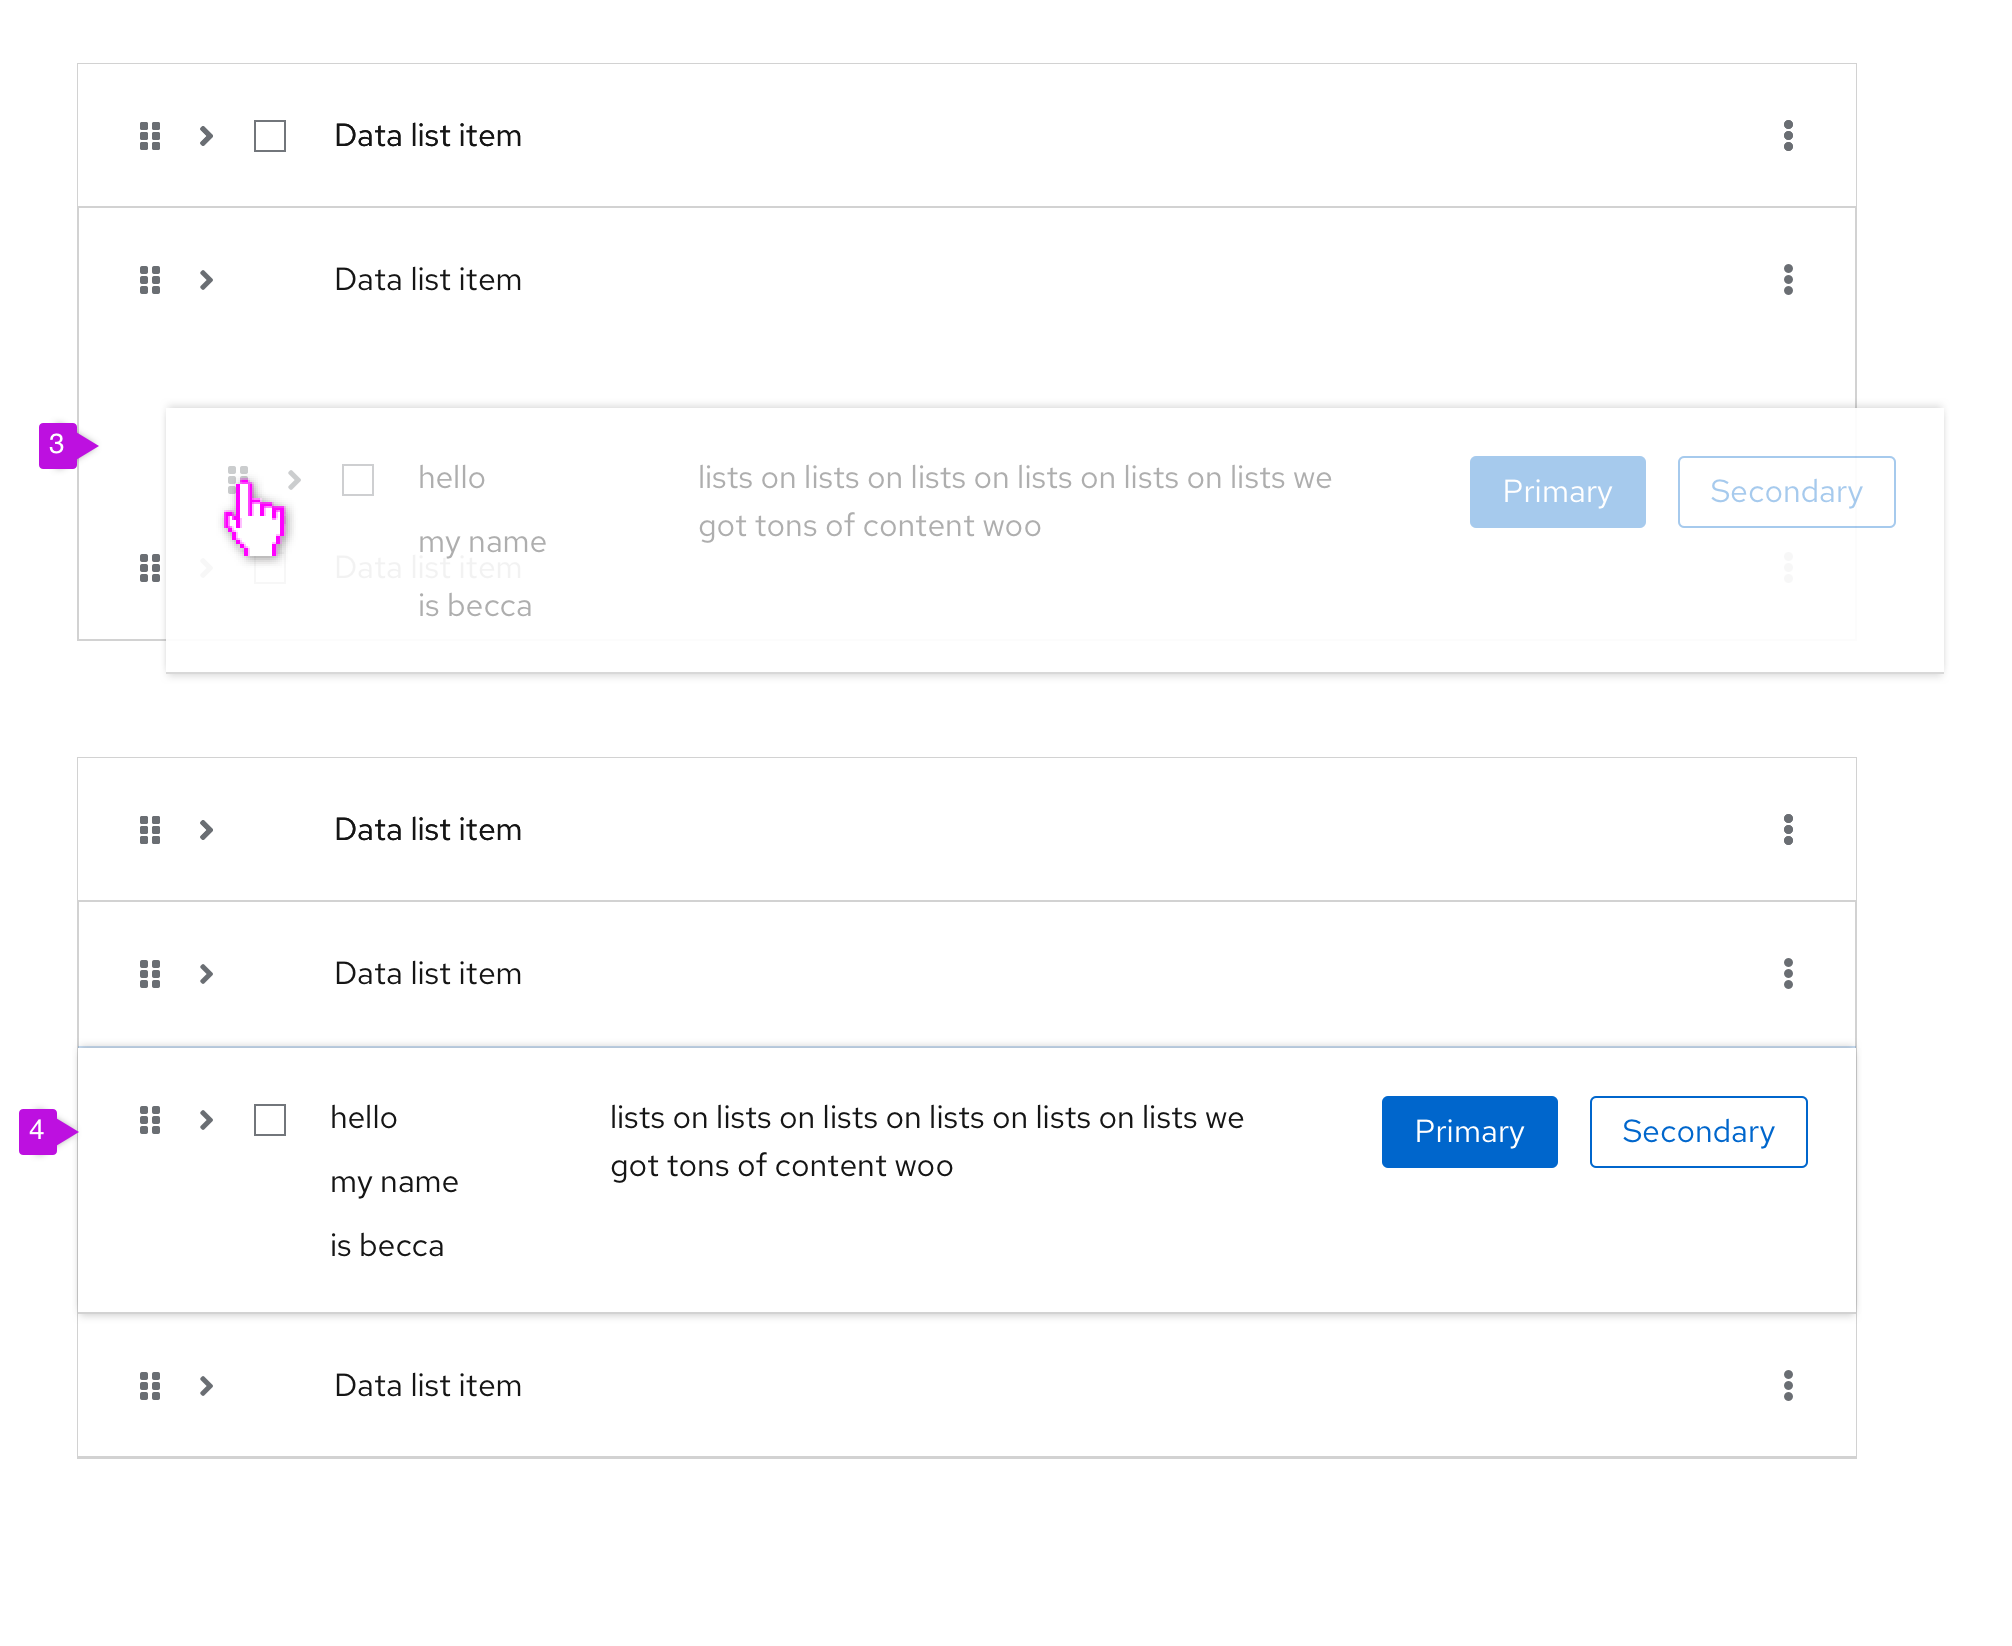 Data list item
Data list item
3
hello
lists on lists on lists on lists on lists on lists we
got tons of content woo
Primary
Secondary
my name
Data list item
is becca
Data list item
Data list item
4
hello
lists on lists on lists on lists on lists on lists we
got tons of content woo
Primary
Secondary
my name
is becca
Data list item